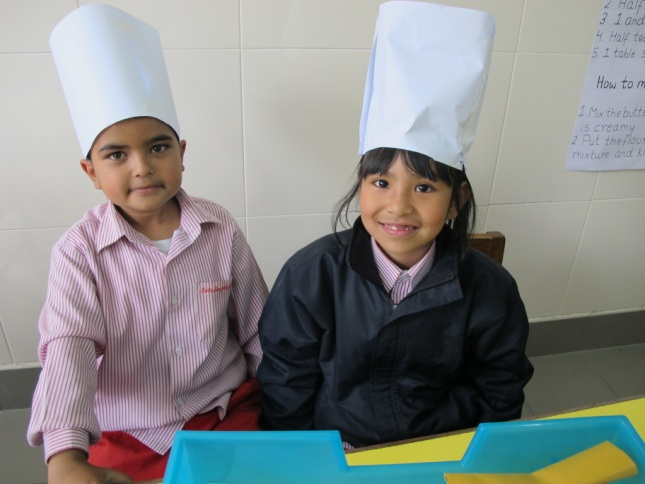 2 Half
3 1 and
4 Half tea
5 1 table s
How to m
1 Mix the butte
is creamy
2 Put the flour
mixture and k